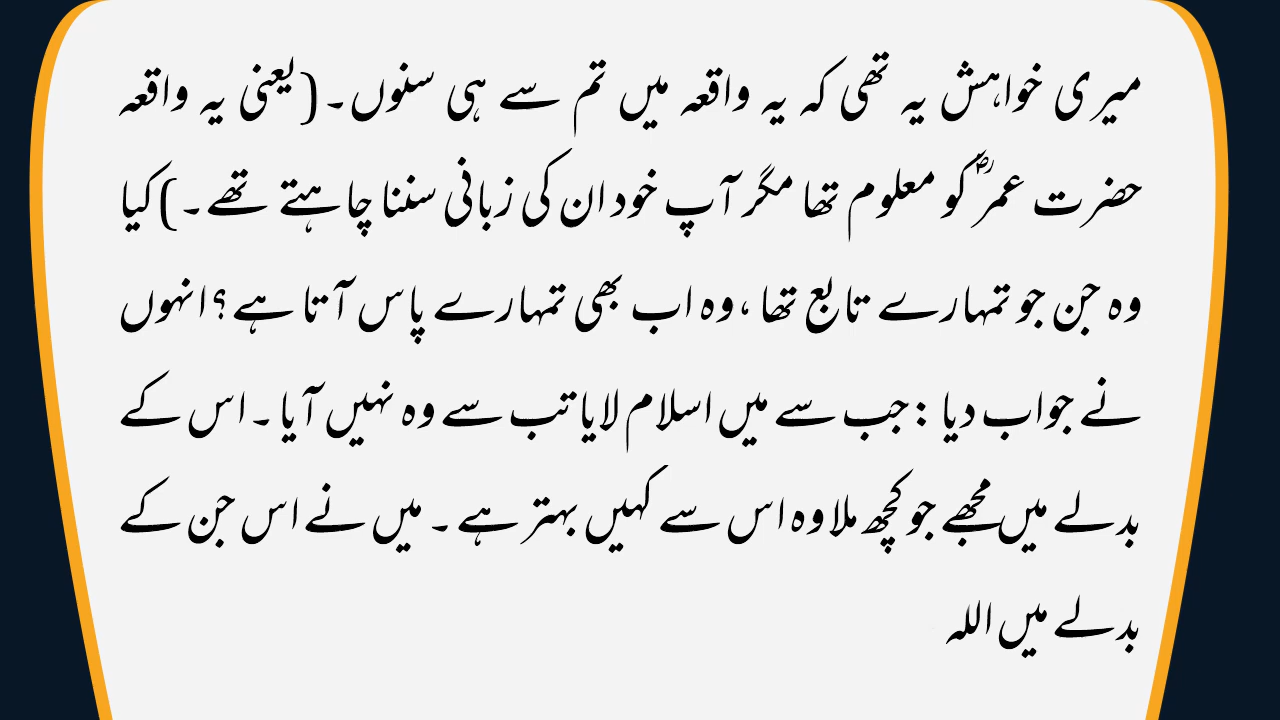 میری خواہش یہ تھی کہ یہ واقعہ میں تم سے ہی سنوں۔(یعنی یہ واقعہ
حضرت عمرؓ کو معلوم تھا مگر آپ خود ان کی زبانی سننا چاہتے تھے۔)کیا
وہ جن جو تمہارے تابع تھا،وہ اب بھی تمہارے پاس آتا ہے؟انہوں
نے جواب دیا:جب سے میں اسلام لایا تب سے وہ نہیں آیا۔اس کے
بدلے میں مجھے جو کچھ ملا وہ اس سے کہیں بہتر ہے۔میں نے اس جن کے
بدلے میں اللہ